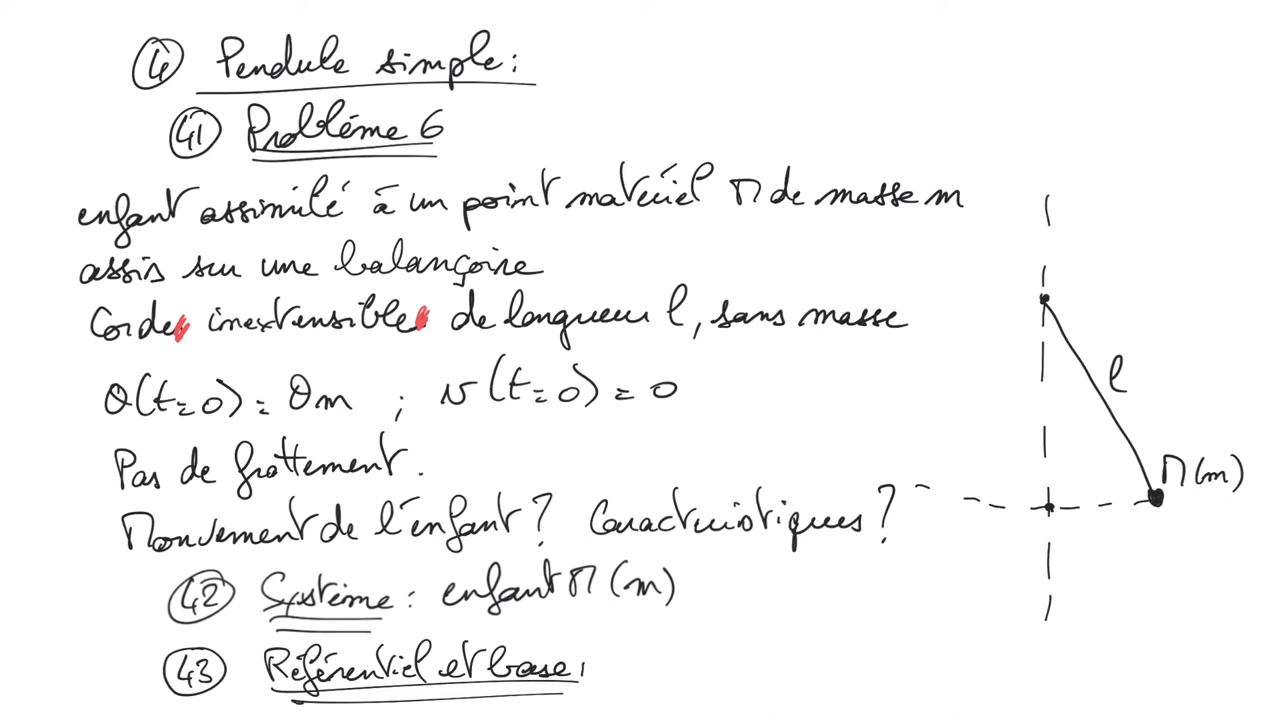 ④ Pendule simple :
㊶ Problème 6
enfant assimilé à un point matériel M de masse m
assis sur une balançoire
Corde inextensible de longueur l, sans masse
θ(t=0) = θm ; v(t=0) = 0
Pas de frottement.
Mouvement de l'enfant ? Caractéristiques ?
l
M(m)
㊷ Système : enfant M(m)
㊸ Référentiel et base :